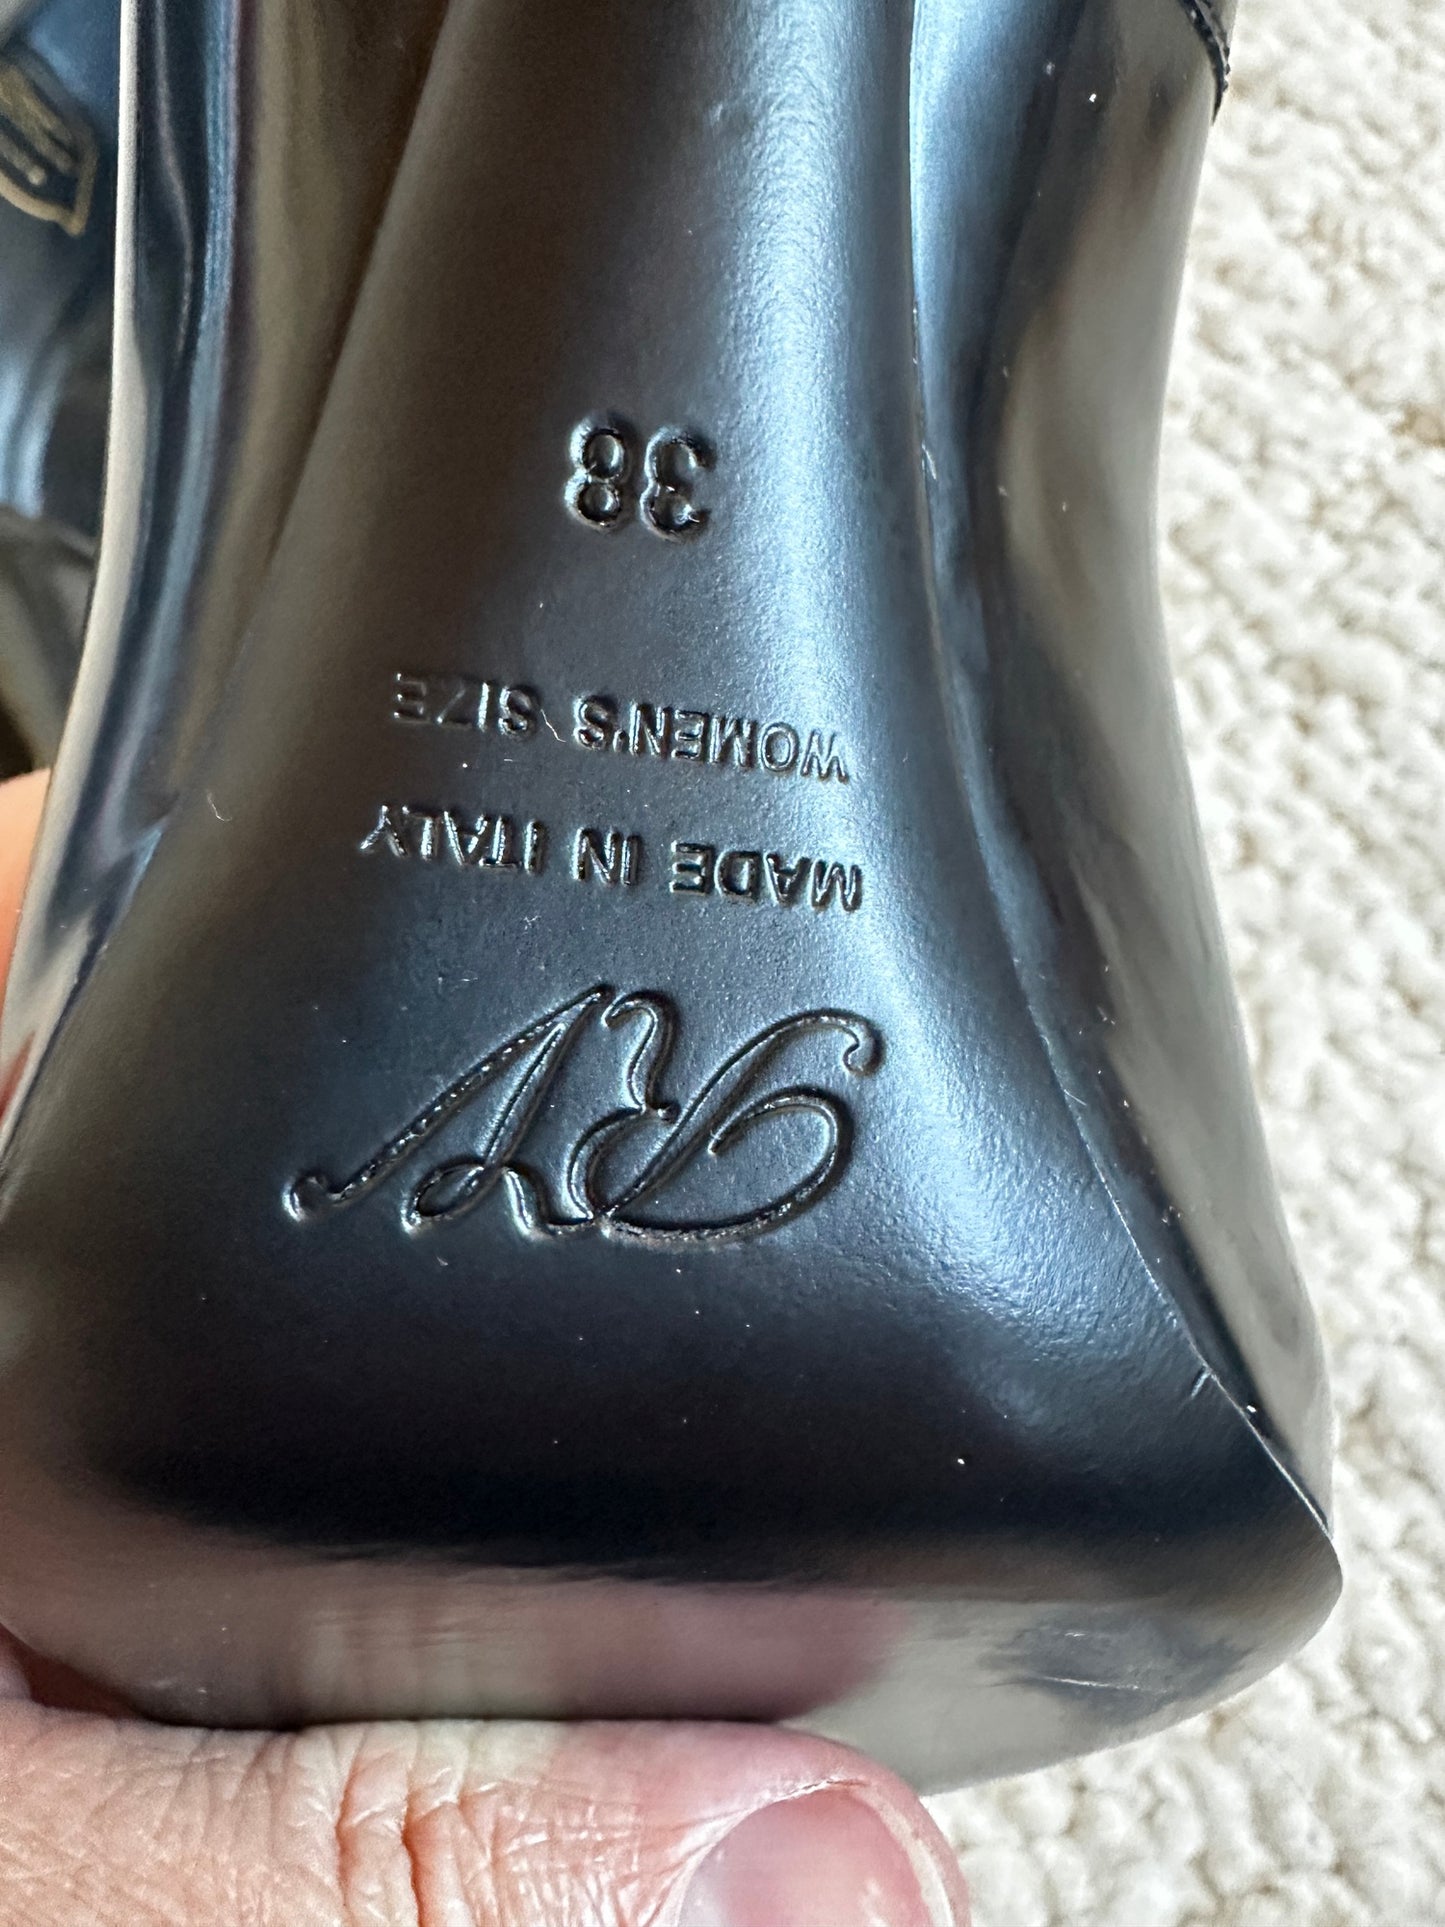 RV
MADE IN ITALY
WOMEN'S SIZE
38